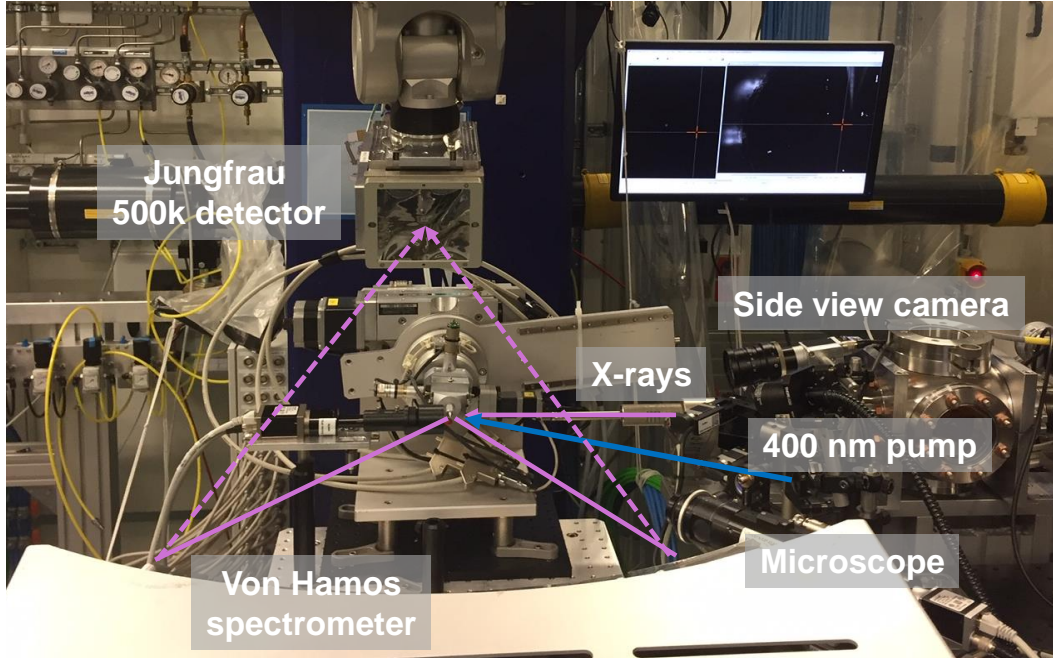 Jungfrau
500k detector
Side view camera
X-rays
400 nm pump
Microscope
Von Hamos
spectrometer